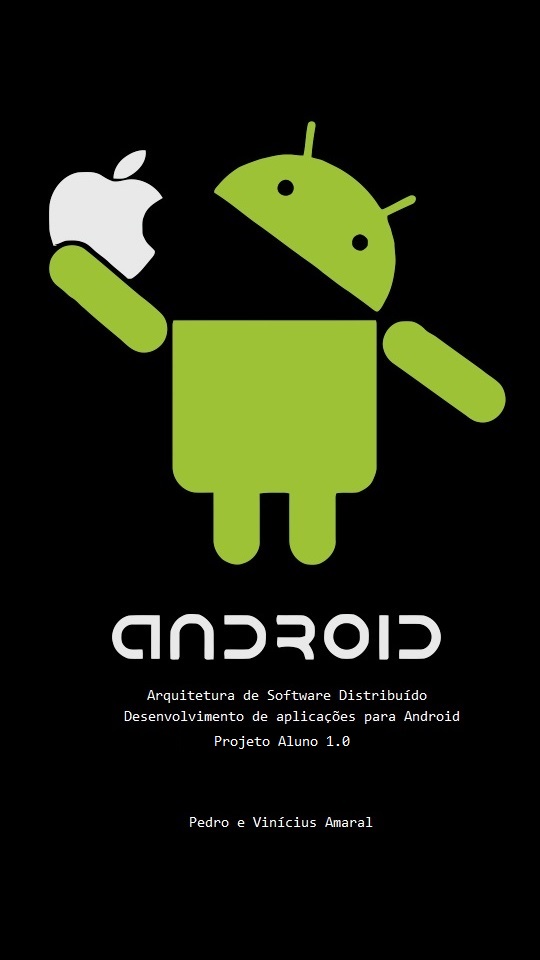 ANDROID
Arquitetura de Software Distribuído
Desenvolvimento de aplicações para Android
Projeto Aluno 1.0
Pedro e Vinícius Amaral